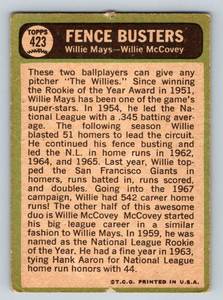 TOPPS
423
FENCE BUSTERS
Willie Mays—Willie McCovey
These two ballplayers can give any
pitcher "The Willies." Since winning
the Rookie of the Year Award in 1951,
Willie Mays has been one of the game's
super-stars. In 1954, he led the Na-
tional League with a .345 batting aver-
age. The following season Willie
blasted 51 homers to lead the circuit.
He continued his fence busting and
led the N.L. in home runs in 1962,
1964, and 1965. Last year, Willie top-
ped the San Francisco Giants in
homers, runs batted in, runs
scored, and doubles. Going into the 1967
campaign, Willie had 542 career home
runs! The other half of this awesome
duo is Willie McCovey McCovey started
his big league career in a similar
fashion to Willie Mays. In 1959, he
was named as the National League Rookie
of the Year. He had a fine year in 1963,
tying Hank Aaron for National League
home run honors with 44.
©T.C.G. PRINTED IN U.S.A.